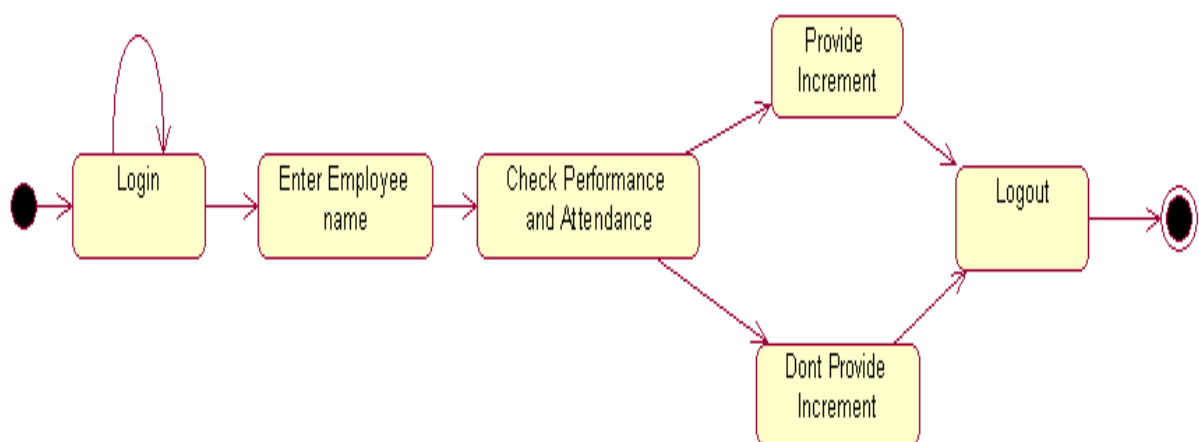 Login
Enter Employee
name
Check Performance
and Attendance
Provide
Increment
Dont Provide
Increment
Logout